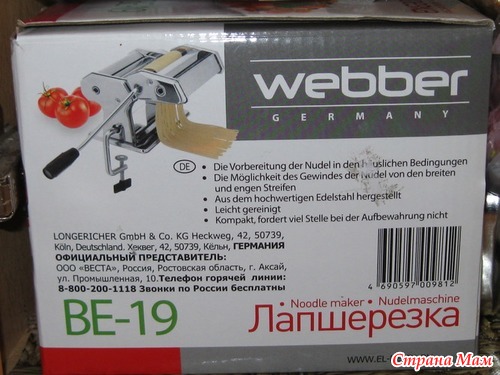 webber
GERMANY
DE
• Die Vorbereitung der Nudel in den häuslichen Bedingungen
• Die Möglichkeit des Gewindes der Nudel von den breiten
und engen Streifen
• Aus dem hochwertigen Edelstahl hergestellt
• Leicht gereinigt
• Kompakt, fordert viel Stelle bei der Aufbewahrung nicht
LONGERICHER GmbH & Co. KG Heckweg, 42, 50739,
Köln, Deutschland. Хеквег, 42, 50739, Кёльн, ГЕРМАНИЯ
ОФИЦИАЛЬНЫЙ ПРЕДСТАВИТЕЛЬ:
ООО «ВЕСТА», Россия, Ростовская область, г. Аксай,
ул. Промышленная, 10.Телефон горячей линии:
8-800-200-1118 Звонки по России бесплатны
4 690597 009812
• Noodle maker • Nudelmaschine
BE-19 Лапшерезка
WWW.EL-
Страна Мам